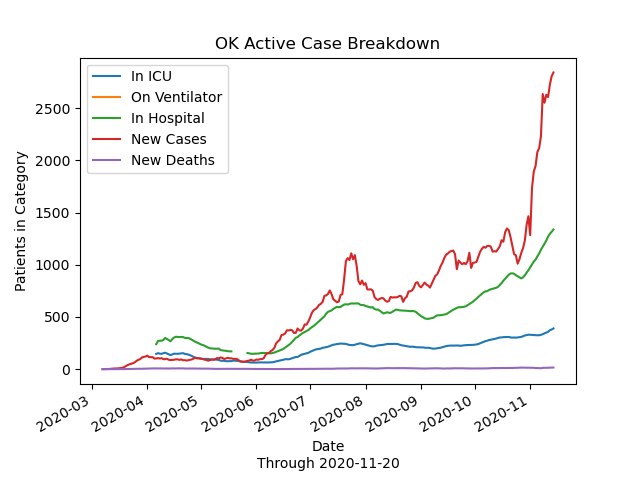 OK Active Case Breakdown
In ICU
On Ventilator
In Hospital
New Cases
New Deaths
Patients in Category
2500
2000
1500
1000
500
0
2020-03
2020-04
2020-05
2020-06
2020-07
2020-08
2020-09
2020-10
2020-11
Date
Through 2020-11-20